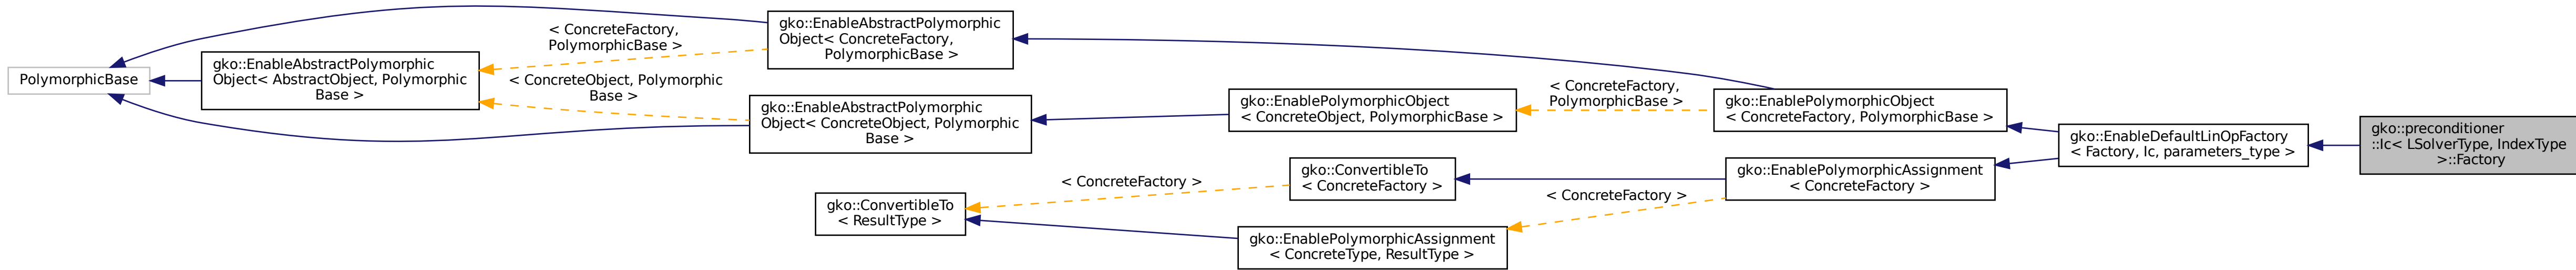 PolymorphicBase
gko::EnableAbstractPolymorphic
Object< AbstractObject, Polymorphic
Base >
< ConcreteFactory,
PolymorphicBase >
< ConcreteObject, Polymorphic
Base >
gko::EnableAbstractPolymorphic
Object< ConcreteFactory,
PolymorphicBase >
gko::EnableAbstractPolymorphic
Object< ConcreteObject, Polymorphic
Base >
gko::ConvertibleTo
< ResultType >
< ConcreteFactory >
gko::EnablePolymorphicObject
< ConcreteObject, PolymorphicBase >
gko::ConvertibleTo
< ConcreteFactory >
gko::EnablePolymorphicAssignment
< ConcreteType, ResultType >
< ConcreteFactory,
PolymorphicBase >
< ConcreteFactory >
gko::EnablePolymorphicObject
< ConcreteFactory, PolymorphicBase >
gko::EnablePolymorphicAssignment
< ConcreteFactory >
gko::EnableDefaultLinOpFactory
< Factory, Ic, parameters_type >
gko::preconditioner
::Ic< LSolverType, IndexType
>::Factory